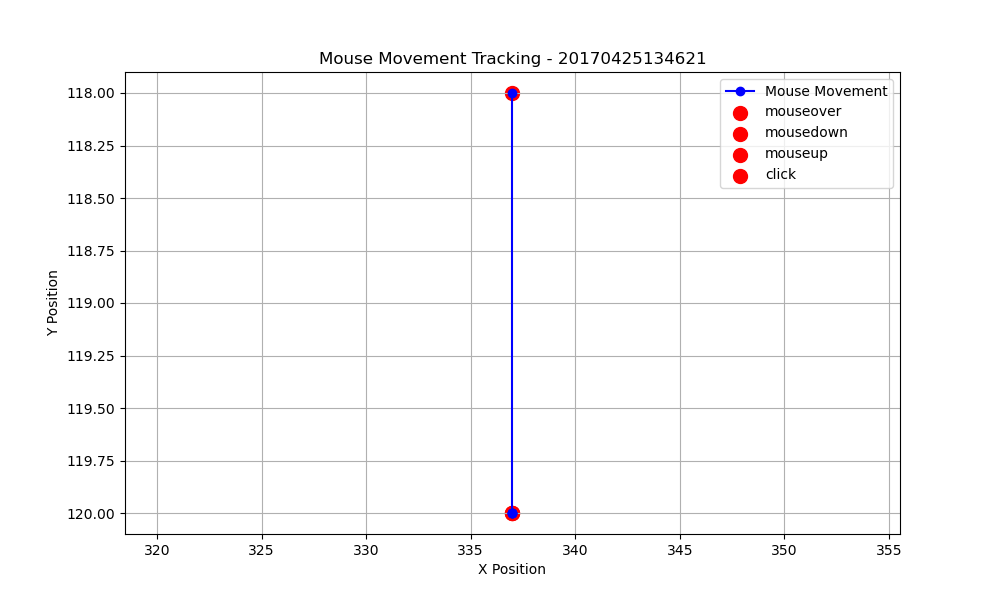 Mouse Movement Tracking - 20170425134621
Mouse Movement
mouseover
mousedown
mouseup
click
Y Position
118.00
118.25
118.50
118.75
119.00
119.25
119.50
119.75
120.00
320 325 330 335 340 345 350 355
X Position